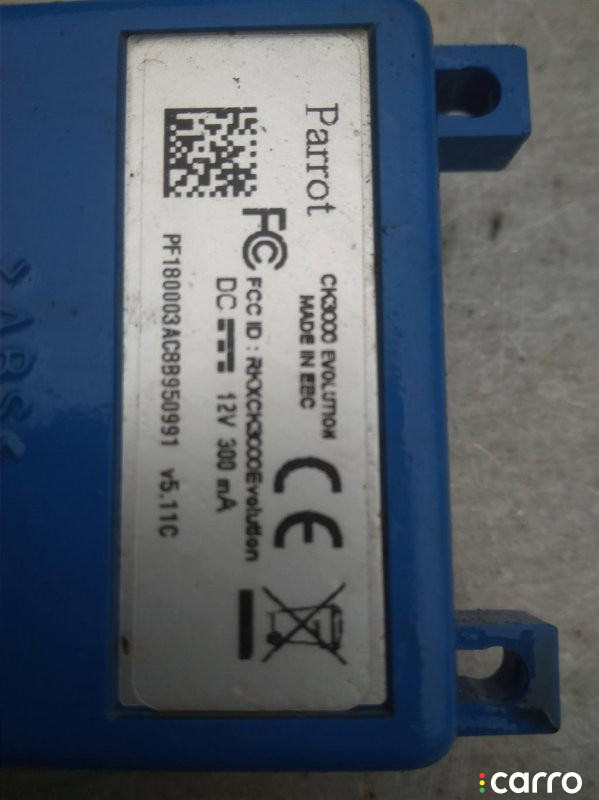 Parrot
CK3000 EVOLUTION
MADE IN EEC
CE
FC
FCC ID : RKXCK3000Evolution
DC 12V 300 mA
PF180003AC8B950991 v5.11C
>ABS<
carro